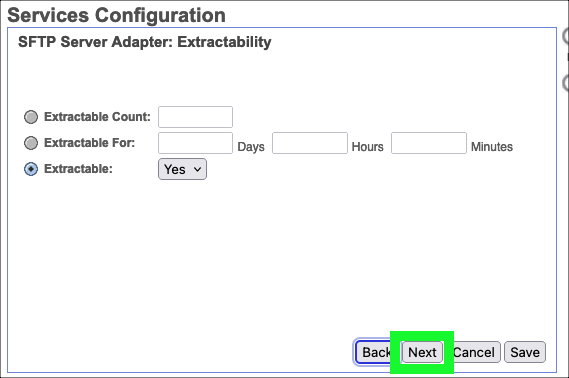 Services Configuration
SFTP Server Adapter: Extractability
Extractable Count:
Extractable For: Days Hours Minutes
Extractable: Yes
Back Next Cancel Save